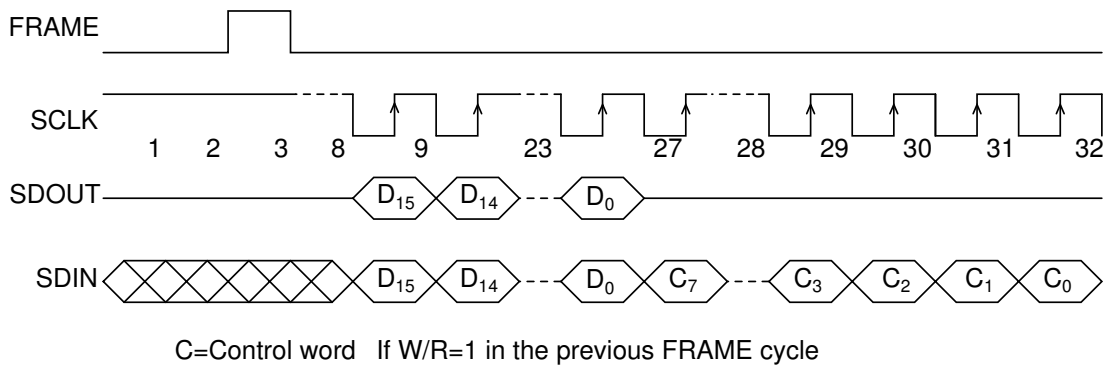 FRAME
SCLK
1 2 3 8 9 23 27 28 29 30 31 32
SDOUT D15 D14 D0
SDIN D15 D14 D0 C7 C3 C2 C1 C0
C=Control word If W/R=1 in the previous FRAME cycle